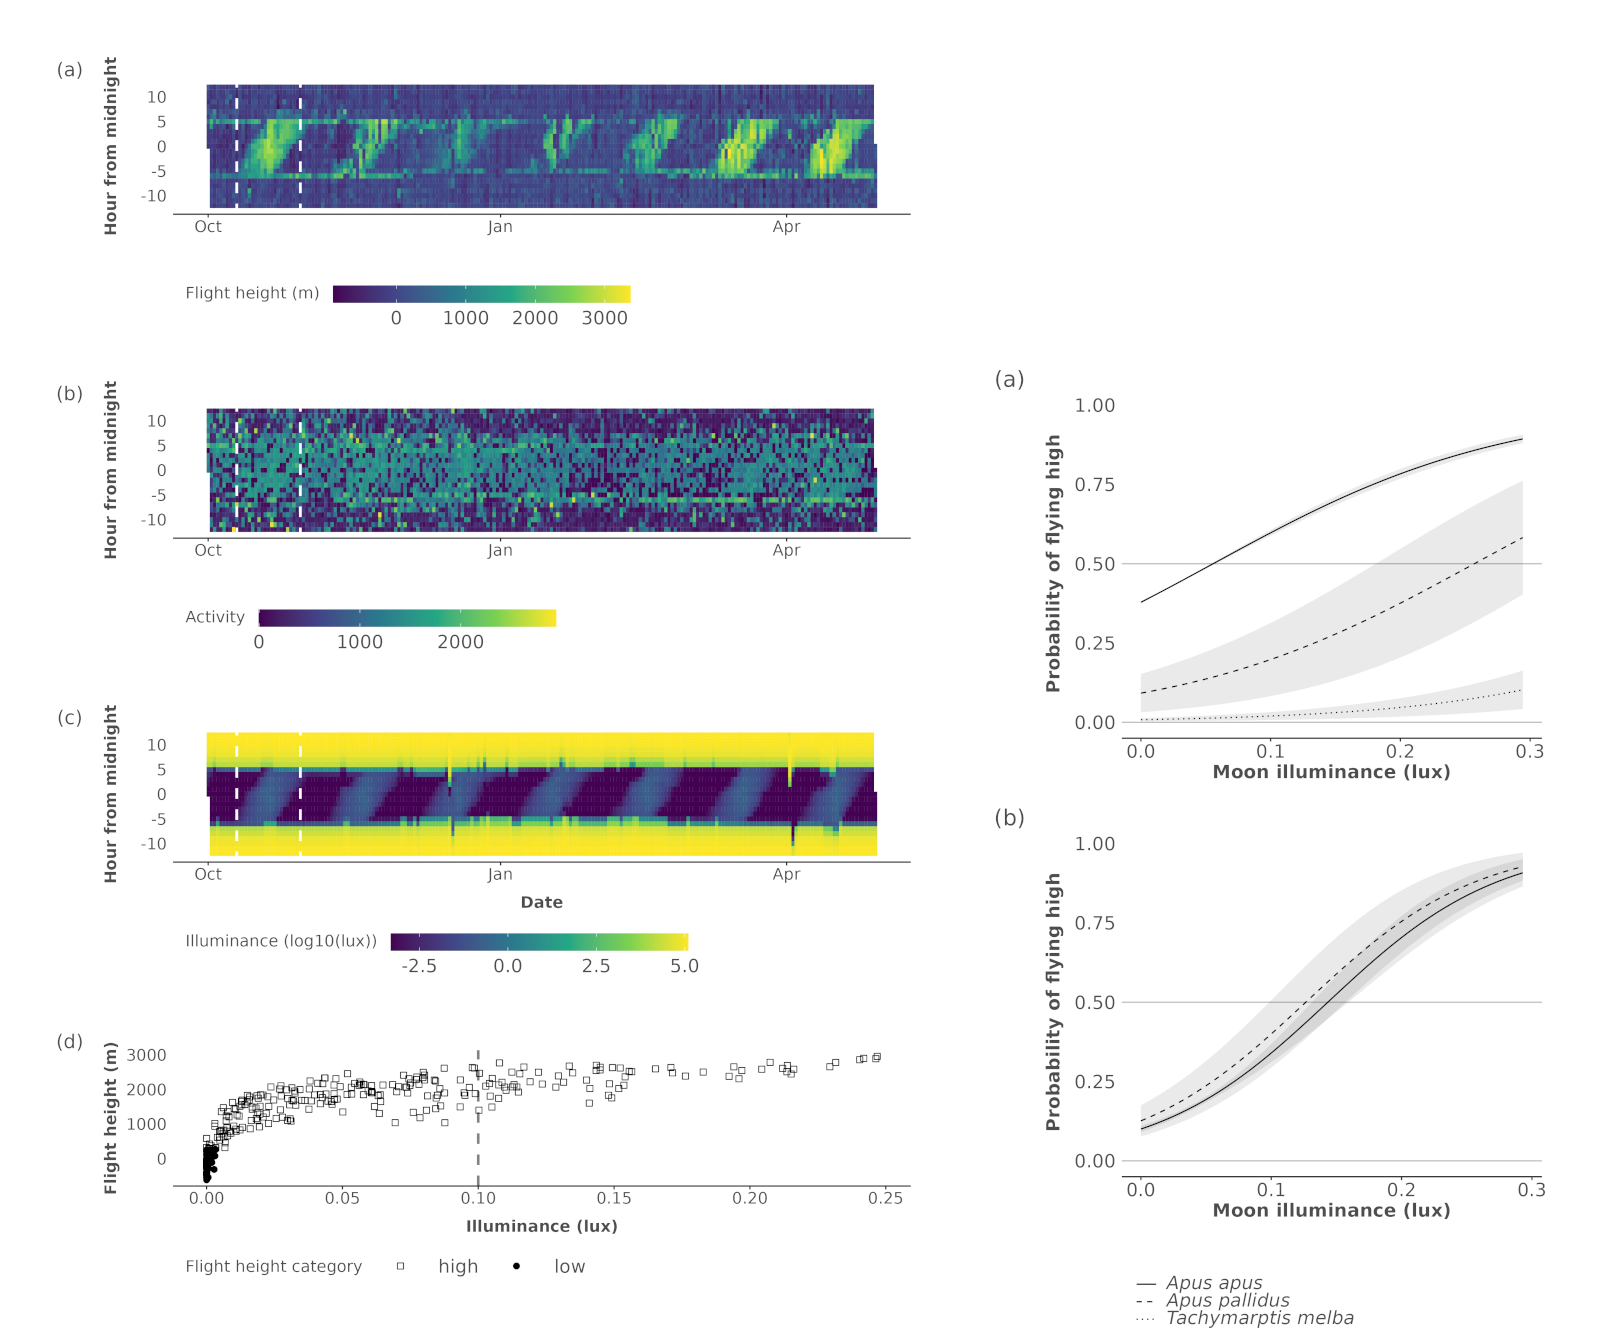 (a)
Hour from midnight
10
5
0
-5
-10
Oct Jan Apr
Flight height (m)
0 1000 2000 3000
(b)
Hour from midnight
10
5
0
-5
-10
Oct Jan Apr
Activity
0 1000 2000
(c)
Hour from midnight
10
5
0
-5
-10
Oct Jan Apr
Date
Illuminance (log10(lux))
-2.5 0.0 2.5 5.0
(d)
Flight height (m)
3000
2000
1000
0
0.00 0.05 0.10 0.15 0.20 0.25
Illuminance (lux)
Flight height category high low
(a)
Probability of flying high
1.00
0.75
0.50
0.25
0.00
0.0 0.1 0.2 0.3
Moon illuminance (lux)
(b)
Probability of flying high
1.00
0.75
0.50
0.25
0.00
0.0 0.1 0.2 0.3
Moon illuminance (lux)
Apus apus
Apus pallidus
Tachymarptis melba